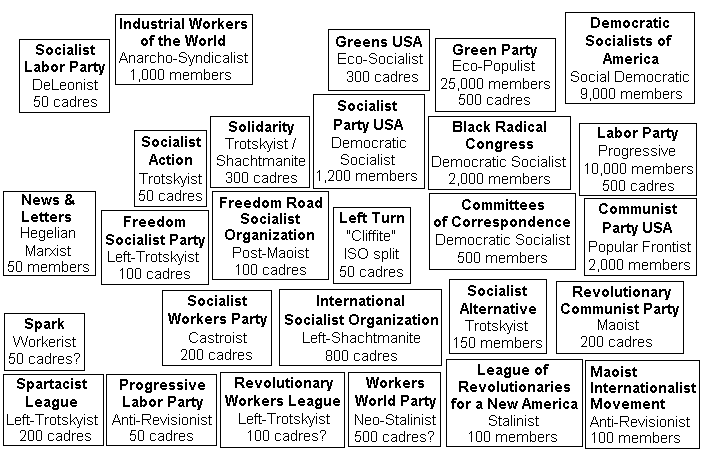 Socialist
Labor Party
DeLeonist
50 cadres
Industrial Workers
of the World
Anarcho-Syndicalist
1,000 members
Greens USA
Eco-Socialist
300 cadres
Green Party
Eco-Populist
25,000 members
500 cadres
Democratic
Socialists of
America
Social Democratic
9,000 members
Socialist
Action
Trotskyist
50 cadres
Solidarity
Trotskyist /
Shachtmanite
300 cadres
Socialist
Party USA
Democratic
Socialist
1,200 members
Black Radical
Congress
Democratic Socialist
2,000 members
Labor Party
Progressive
10,000 members
500 cadres
News &
Letters
Hegelian
Marxist
50 members
Freedom
Socialist Party
Left-Trotskyist
100 cadres
Freedom Road
Socialist
Organization
Post-Maoist
100 cadres
Left Turn
"Cliffite"
ISO split
50 cadres
Committees
of Correspondence
Democratic Socialist
500 members
Communist
Party USA
Popular Frontist
2,000 members
Spark
Workerist
50 cadres?
Socialist
Workers Party
Castroist
200 cadres
International
Socialist Organization
Left-Shachtmanite
800 cadres
Socialist
Alternative
Trotskyist
150 members
Revolutionary
Communist Party
Maoist
200 cadres
Spartacist
League
Left-Trotskyist
200 cadres
Progressive
Labor Party
Anti-Revisionist
50 cadres
Revolutionary
Workers League
Left-Trotskyist
100 cadres?
Workers
World Party
Neo-Stalinist
500 cadres?
League of
Revolutionaries
for a New America
Stalinist
100 members
Maoist
Internationalist
Movement
Anti-Revisionist
100 members